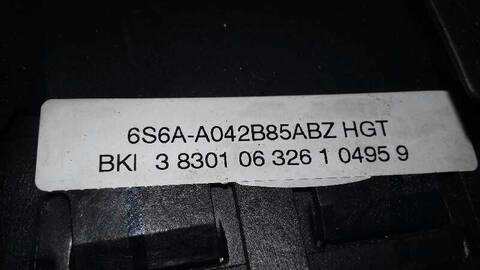 6S6A-A042B85ABZ HGT
BKI 3 8301 06 326 1 0495 9